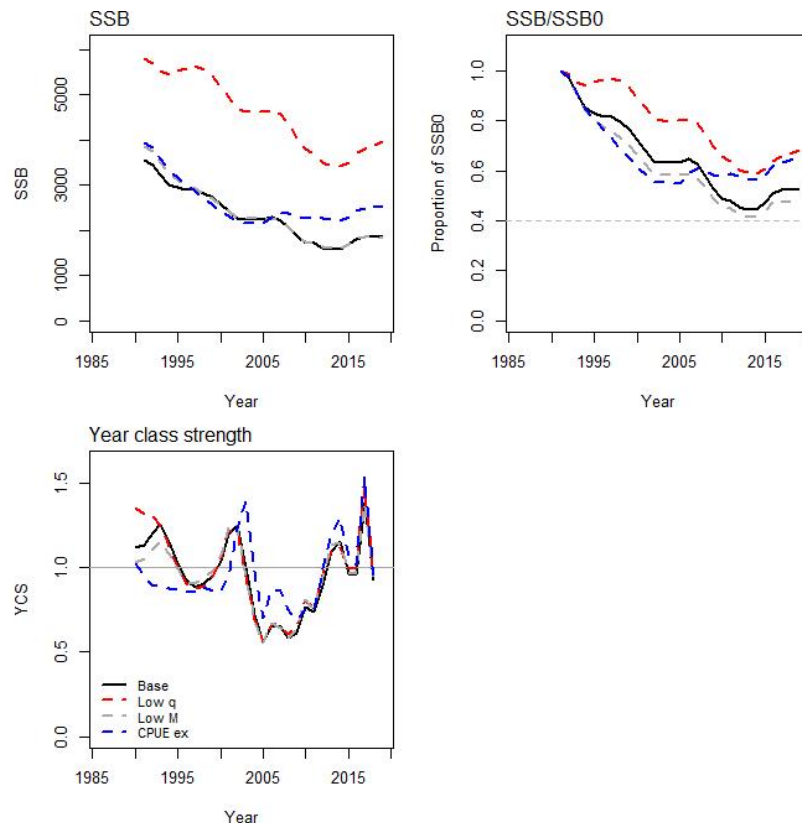 SSB
SSB
5000
3000
1000
0
1985
1995
2005
2015
Year
SSB/SSB0
Proportion of SSB0
1.0
0.8
0.6
0.4
0.2
0.0
1985
1995
2005
2015
Year
Year class strength
YCS
1.5
1.0
0.5
0.0
Base
Low q
Low M
CPUE ex
1985
1995
2005
2015
Year